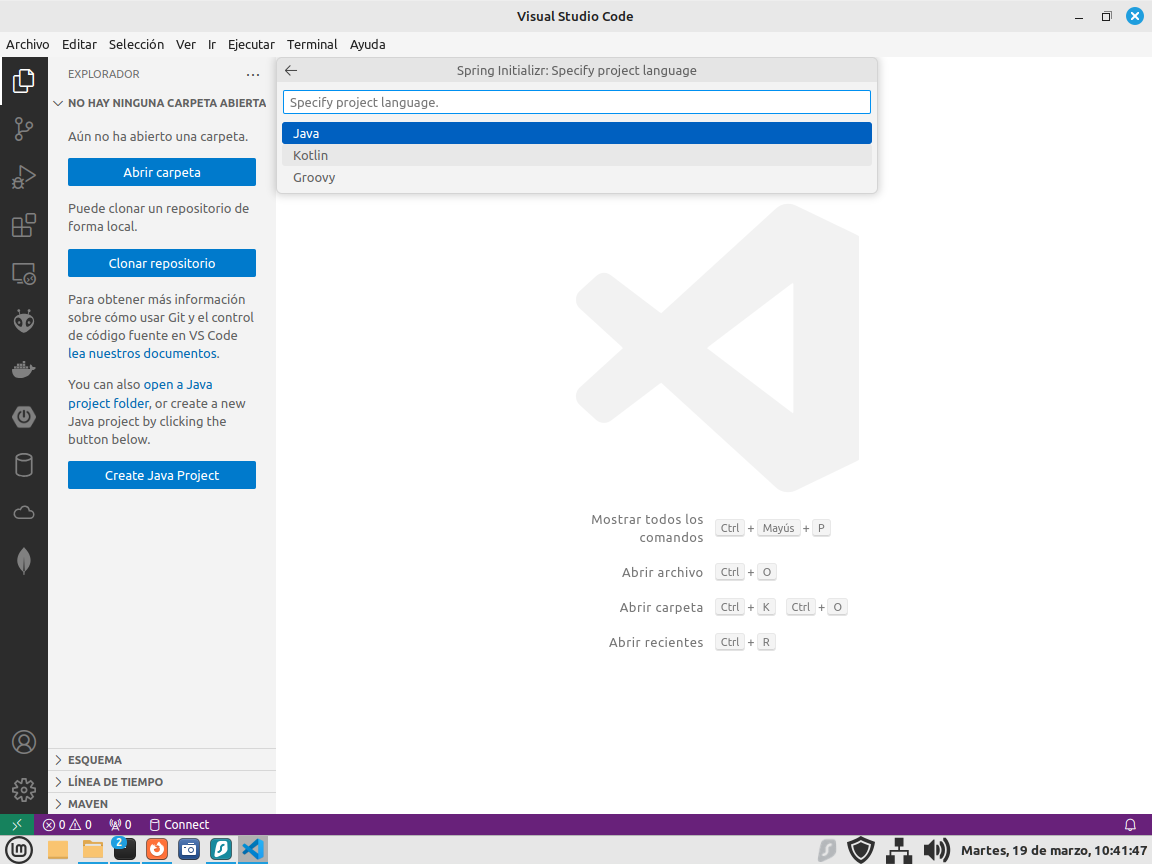 Visual Studio Code
Archivo Editar Selección Ver Ir Ejecutar Terminal Ayuda
EXPLORADOR
NO HAY NINGUNA CARPETA ABIERTA
Aún no ha abierto una carpeta.
Abrir carpeta
Puede clonar un repositorio de
forma local.
Clonar repositorio
Para obtener más información
sobre cómo usar Git y el control
de código fuente en VS Code
lea nuestros documentos.
You can also open a Java
project folder, or create a new
Java project by clicking the
button below.
Create Java Project
ESQUEMA
LÍNEA DE TIEMPO
MAVEN
Spring Initializr: Specify project language
Specify project language.
Java
Kotlin
Groovy
Mostrar todos los
comandos
Ctrl + Mayús + P
Abrir archivo Ctrl + O
Abrir carpeta Ctrl + K Ctrl + O
Abrir recientes Ctrl + R
0 0 0 Connect
2
Martes, 19 de marzo, 10:41:47